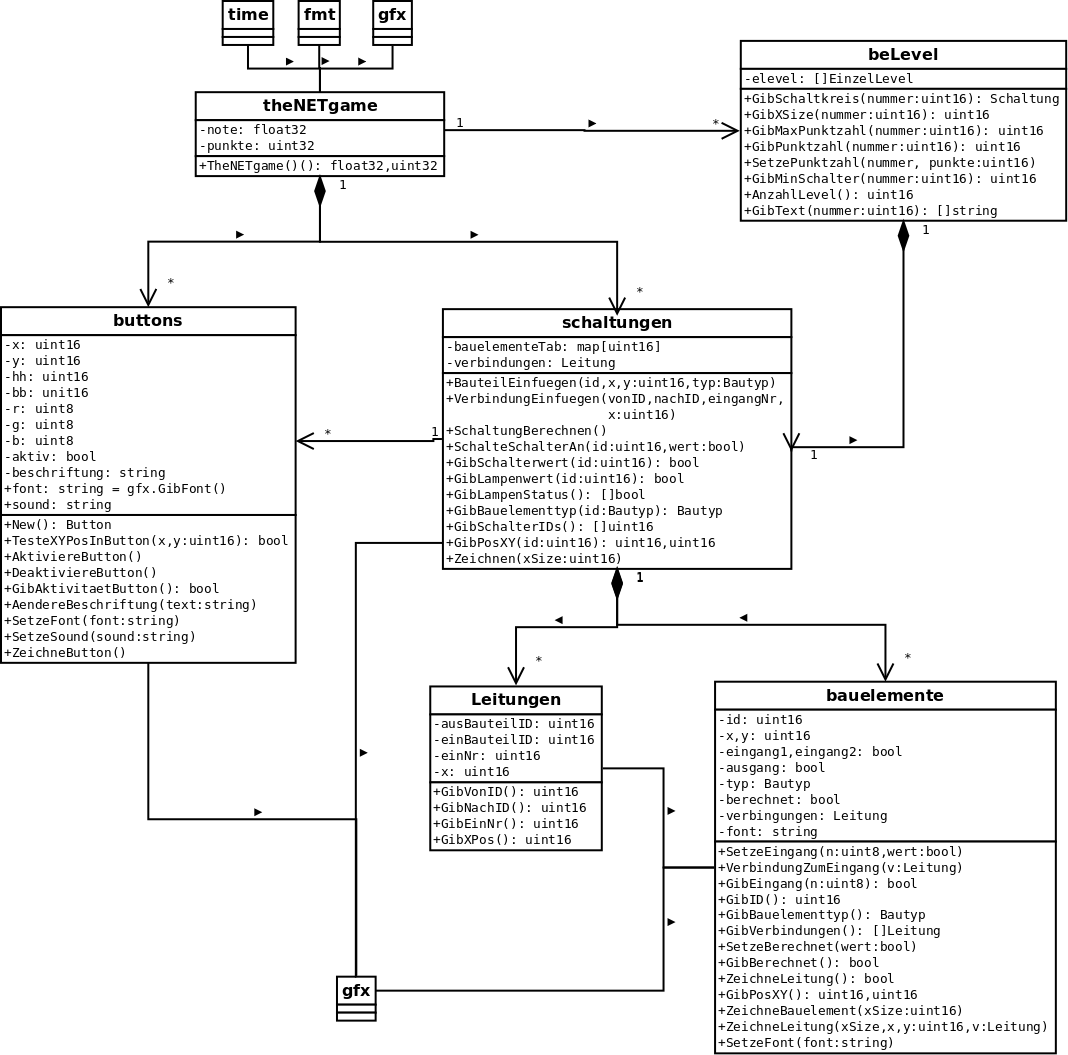 time
fmt
gfx
theNETgame
-note: float32
-punkte: uint32
+TheNETgame()(): float32,uint32
1
*
1
beLevel
-elevel: []EinzelLevel
+GibSchaltkreis(nummer:uint16): Schaltung
+GibXSize(nummer:uint16): uint16
+GibMaxPunktzahl(nummer:uint16): uint16
+GibPunktzahl(nummer:uint16): uint16
+SetzePunktzahl(nummer, punkte:uint16)
+GibMinSchalter(nummer:uint16): uint16
+AnzahlLevel(): uint16
+GibText(nummer:uint16): []string
1
*
*
buttons
-x: uint16
-y: uint16
-hh: uint16
-bb: unit16
-r: uint8
-g: uint8
-b: uint8
-aktiv: bool
-beschriftung: string
+font: string = gfx.GibFont()
+sound: string
+New(): Button
+TesteXYPosInButton(x,y:uint16): bool
+AktiviereButton()
+DeaktiviereButton()
+GibAktivitaetButton(): bool
+AendereBeschriftung(text:string)
+SetzeFont(font:string)
+SetzeSound(sound:string)
+ZeichneButton()
*
1
schaltungen
-bauelementeTab: map[uint16]
-verbindungen: Leitung
+BauteilEinfuegen(id,x,y:uint16,typ:Bautyp)
+VerbindungEinfuegen(vonID,nachID,eingangNr,
x:uint16)
+SchaltungBerechnen()
+SchalteSchalterAn(id:uint16,wert:bool)
+GibSchalterwert(id:uint16): bool
+GibLampenwert(id:uint16): bool
+GibLampenStatus(): []bool
+GibBauelementtyp(id:Bautyp): Bautyp
+GibSchalterIDs(): []uint16
+GibPosXY(id:uint16): uint16,uint16
+Zeichnen(xSize:uint16)
1
1
*
*
Leitungen
-ausBauteilID: uint16
-einBauteilID: uint16
-einNr: uint16
-x: uint16
+GibVonID(): uint16
+GibNachID(): uint16
+GibEinNr(): uint16
+GibXPos(): uint16
bauelemente
-id: uint16
-x,y: uint16
-eingang1,eingang2: bool
-ausgang: bool
-typ: Bautyp
-berechnet: bool
-verbingungen: Leitung
-font: string
+SetzeEingang(n:uint8,wert:bool)
+VerbindungZumEingang(v:Leitung)
+GibEingang(n:uint8): bool
+GibID(): uint16
+GibBauelementtyp(): Bautyp
+GibVerbindungen(): []Leitung
+SetzeBerechnet(wert:bool)
+GibBerechnet(): bool
+ZeichneLeitung(): bool
+GibPosXY(): uint16,uint16
+ZeichneBauelement(xSize:uint16)
+ZeichneLeitung(xSize,x,y:uint16,v:Leitung)
+SetzeFont(font:string)
gfx